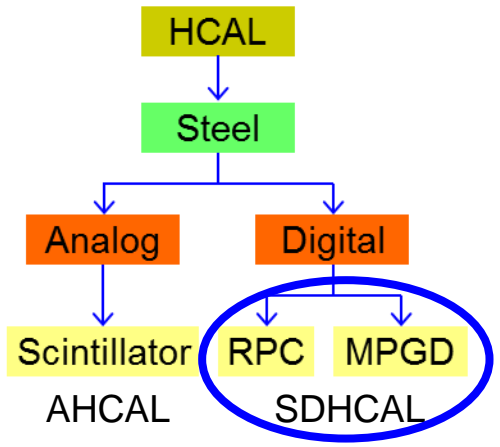 HCAL
Steel
Analog
Digital
Scintillator
RPC
MPGD
AHCAL
SDHCAL